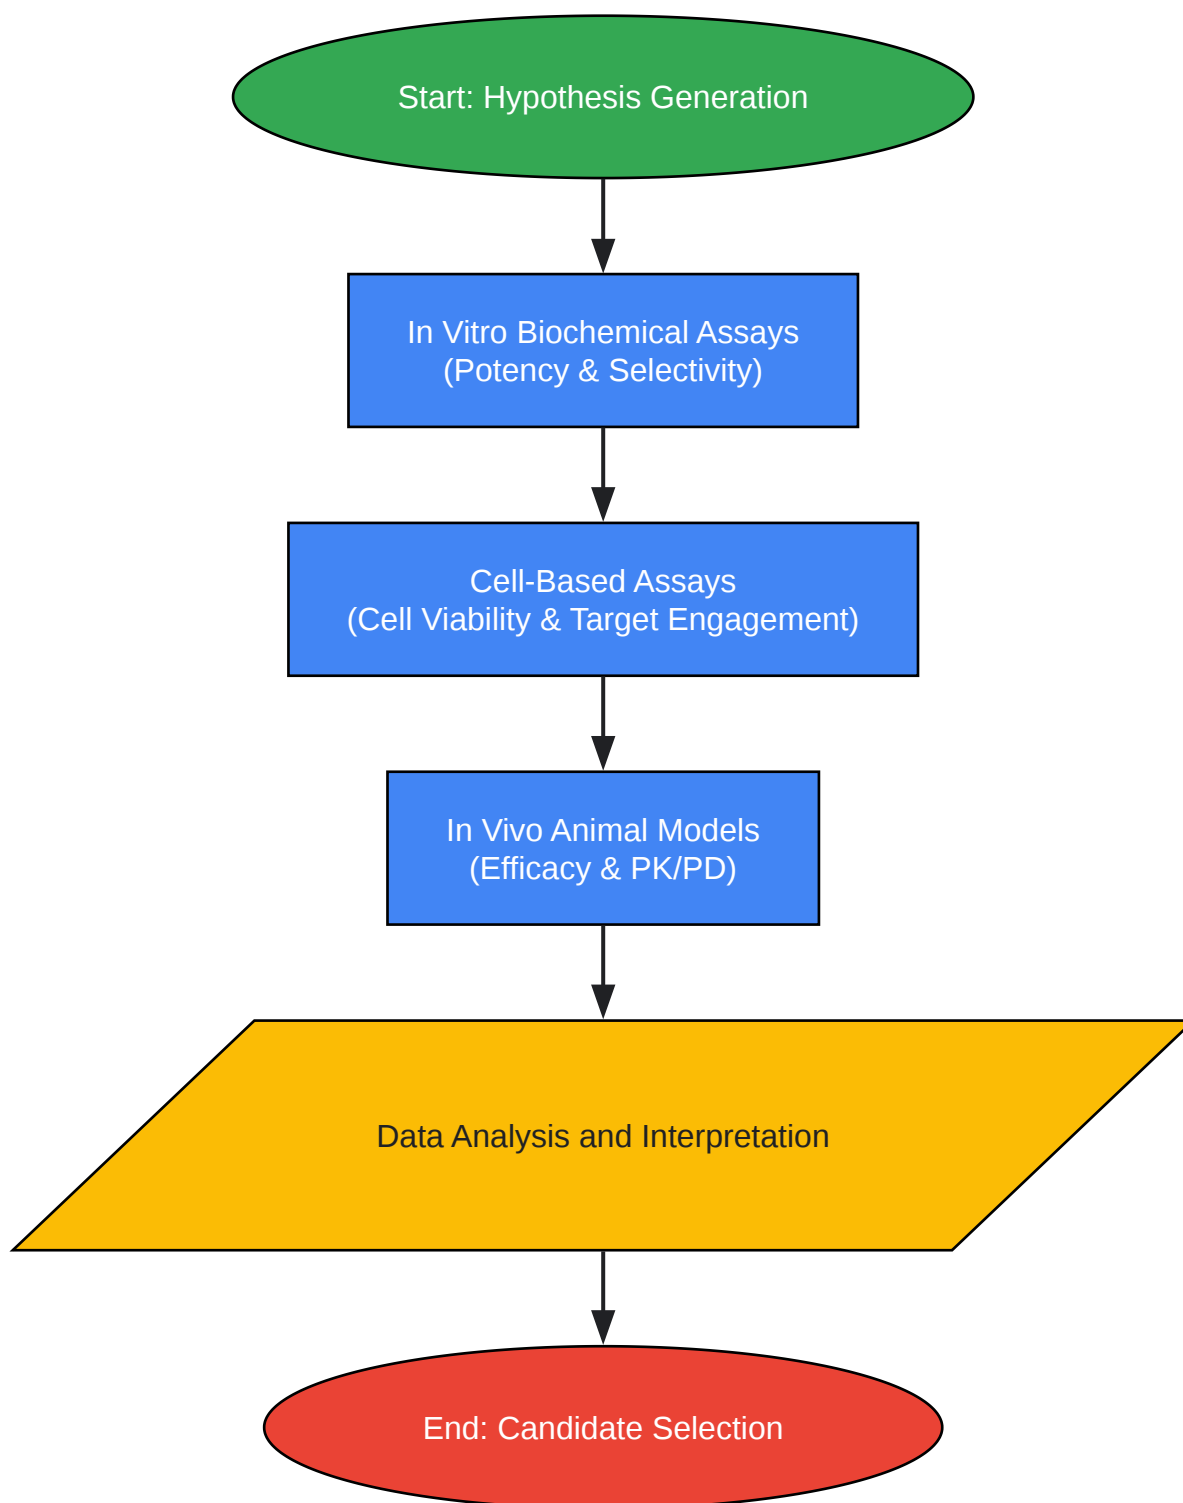 Start: Hypothesis Generation
In Vitro Biochemical Assays
(Potency & Selectivity)
Cell-Based Assays
(Cell Viability & Target Engagement)
In Vivo Animal Models
(Efficacy & PK/PD)
Data Analysis and Interpretation
End: Candidate Selection